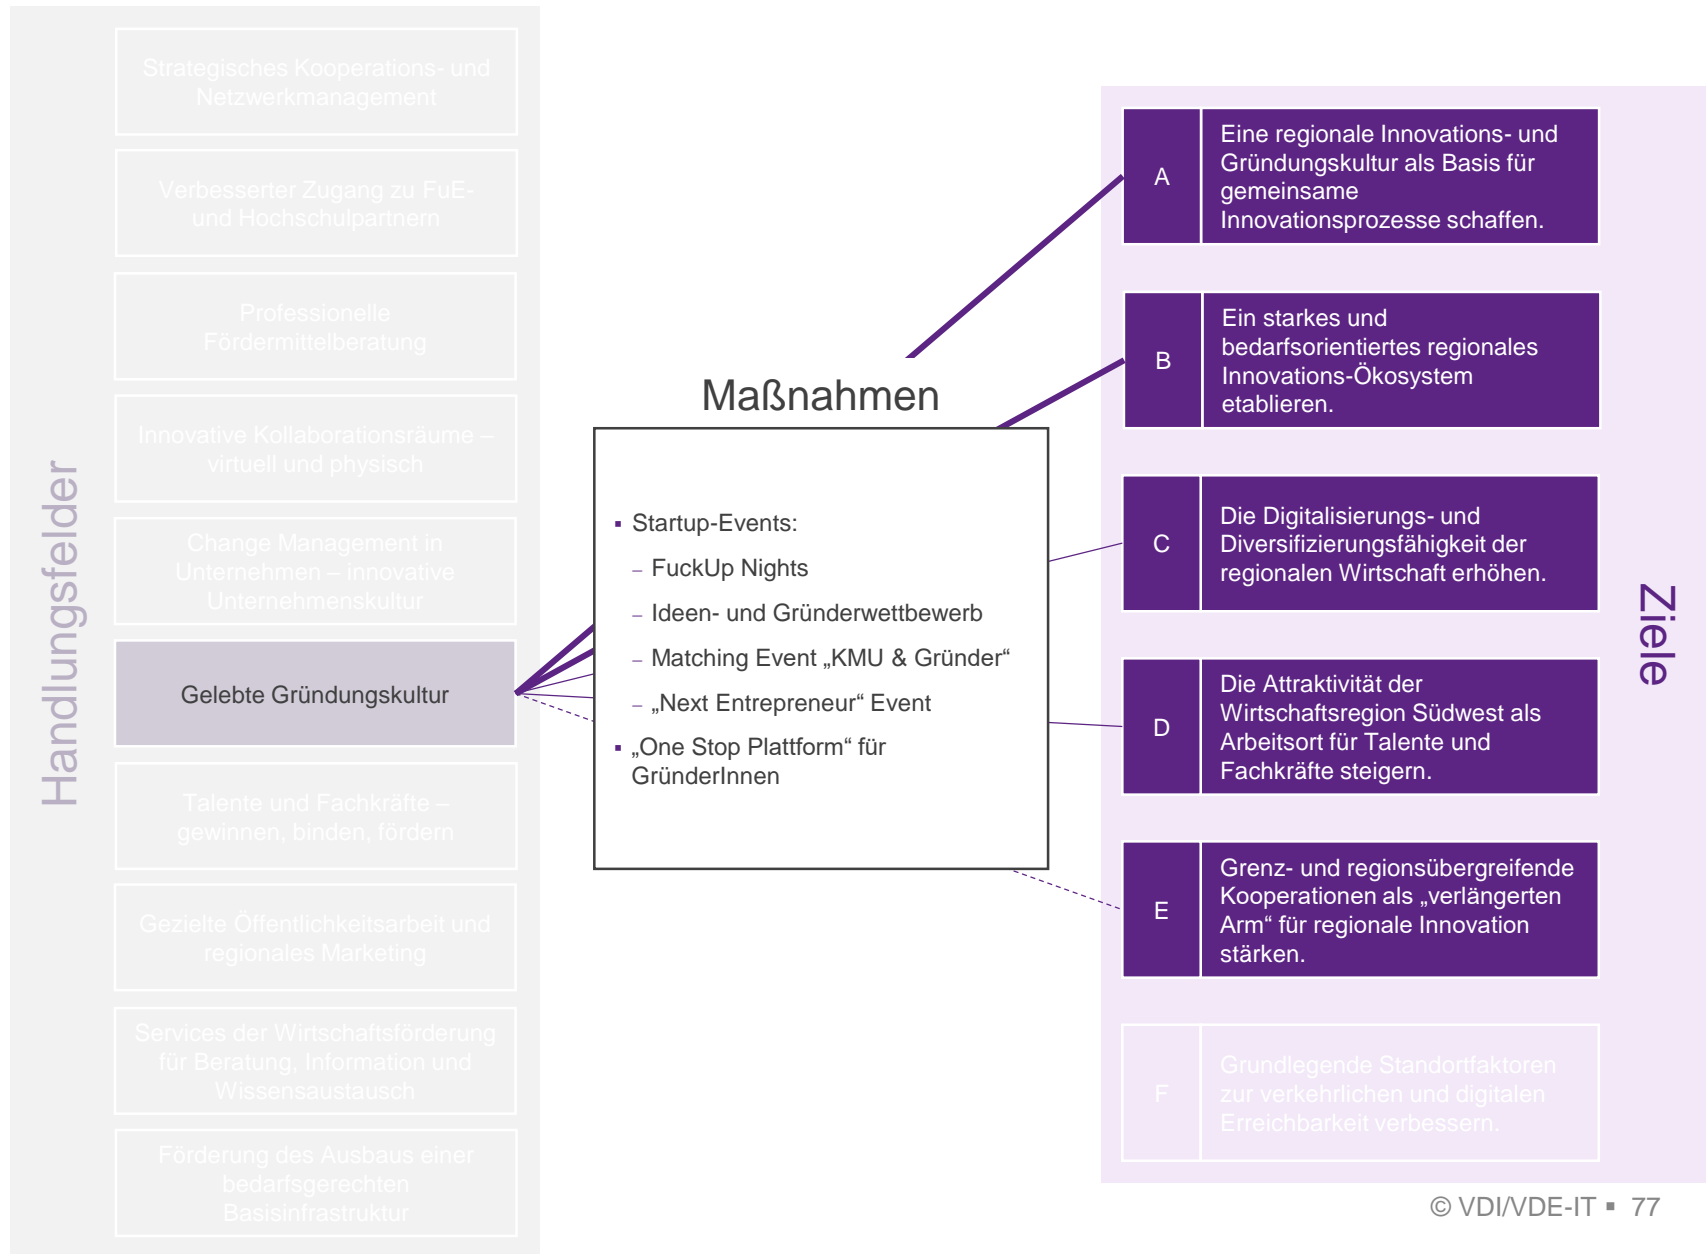 Handlungsfelder
Strategisches Kooperations- und
Netzwerkmanagement
Verbesserter Zugang zu FuE-
und Hochschulpartnern
Professionelle
Fördermittelberatung
Innovative Kollaborationsräume –
virtuell und physisch
Change Management in
Unternehmen – innovative
Unternehmenskultur
Gelebte Gründungskultur
Talente und Fachkräfte –
gewinnen, binden, fördern
Gezielte Öffentlichkeitsarbeit und
regionales Marketing
Services der Wirtschaftsförderung
für Beratung, Information und
Wissensaustausch
Förderung des Ausbaus einer
bedarfsgerechten
Basisinfrastruktur
Maßnahmen
▪ Startup-Events:
– FuckUp Nights
– Ideen- und Gründerwettbewerb
– Matching Event „KMU & Gründer“
– „Next Entrepreneur“ Event
▪ „One Stop Plattform“ für
GründerInnen
Ziele
A
Eine regionale Innovations- und
Gründungskultur als Basis für
gemeinsame
Innovationsprozesse schaffen.
B
Ein starkes und
bedarfsorientiertes regionales
Innovations-Ökosystem
etablieren.
C
Die Digitalisierungs- und
Diversifizierungsfähigkeit der
regionalen Wirtschaft erhöhen.
D
Die Attraktivität der
Wirtschaftsregion Südwest als
Arbeitsort für Talente und
Fachkräfte steigern.
E
Grenz- und regionsübergreifende
Kooperationen als „verlängerten
Arm“ für regionale Innovation
stärken.
F
Grundlegende Standortfaktoren
zur verkehrlichen und digitalen
Erreichbarkeit verbessern.
© VDI/VDE-IT ▪ 77